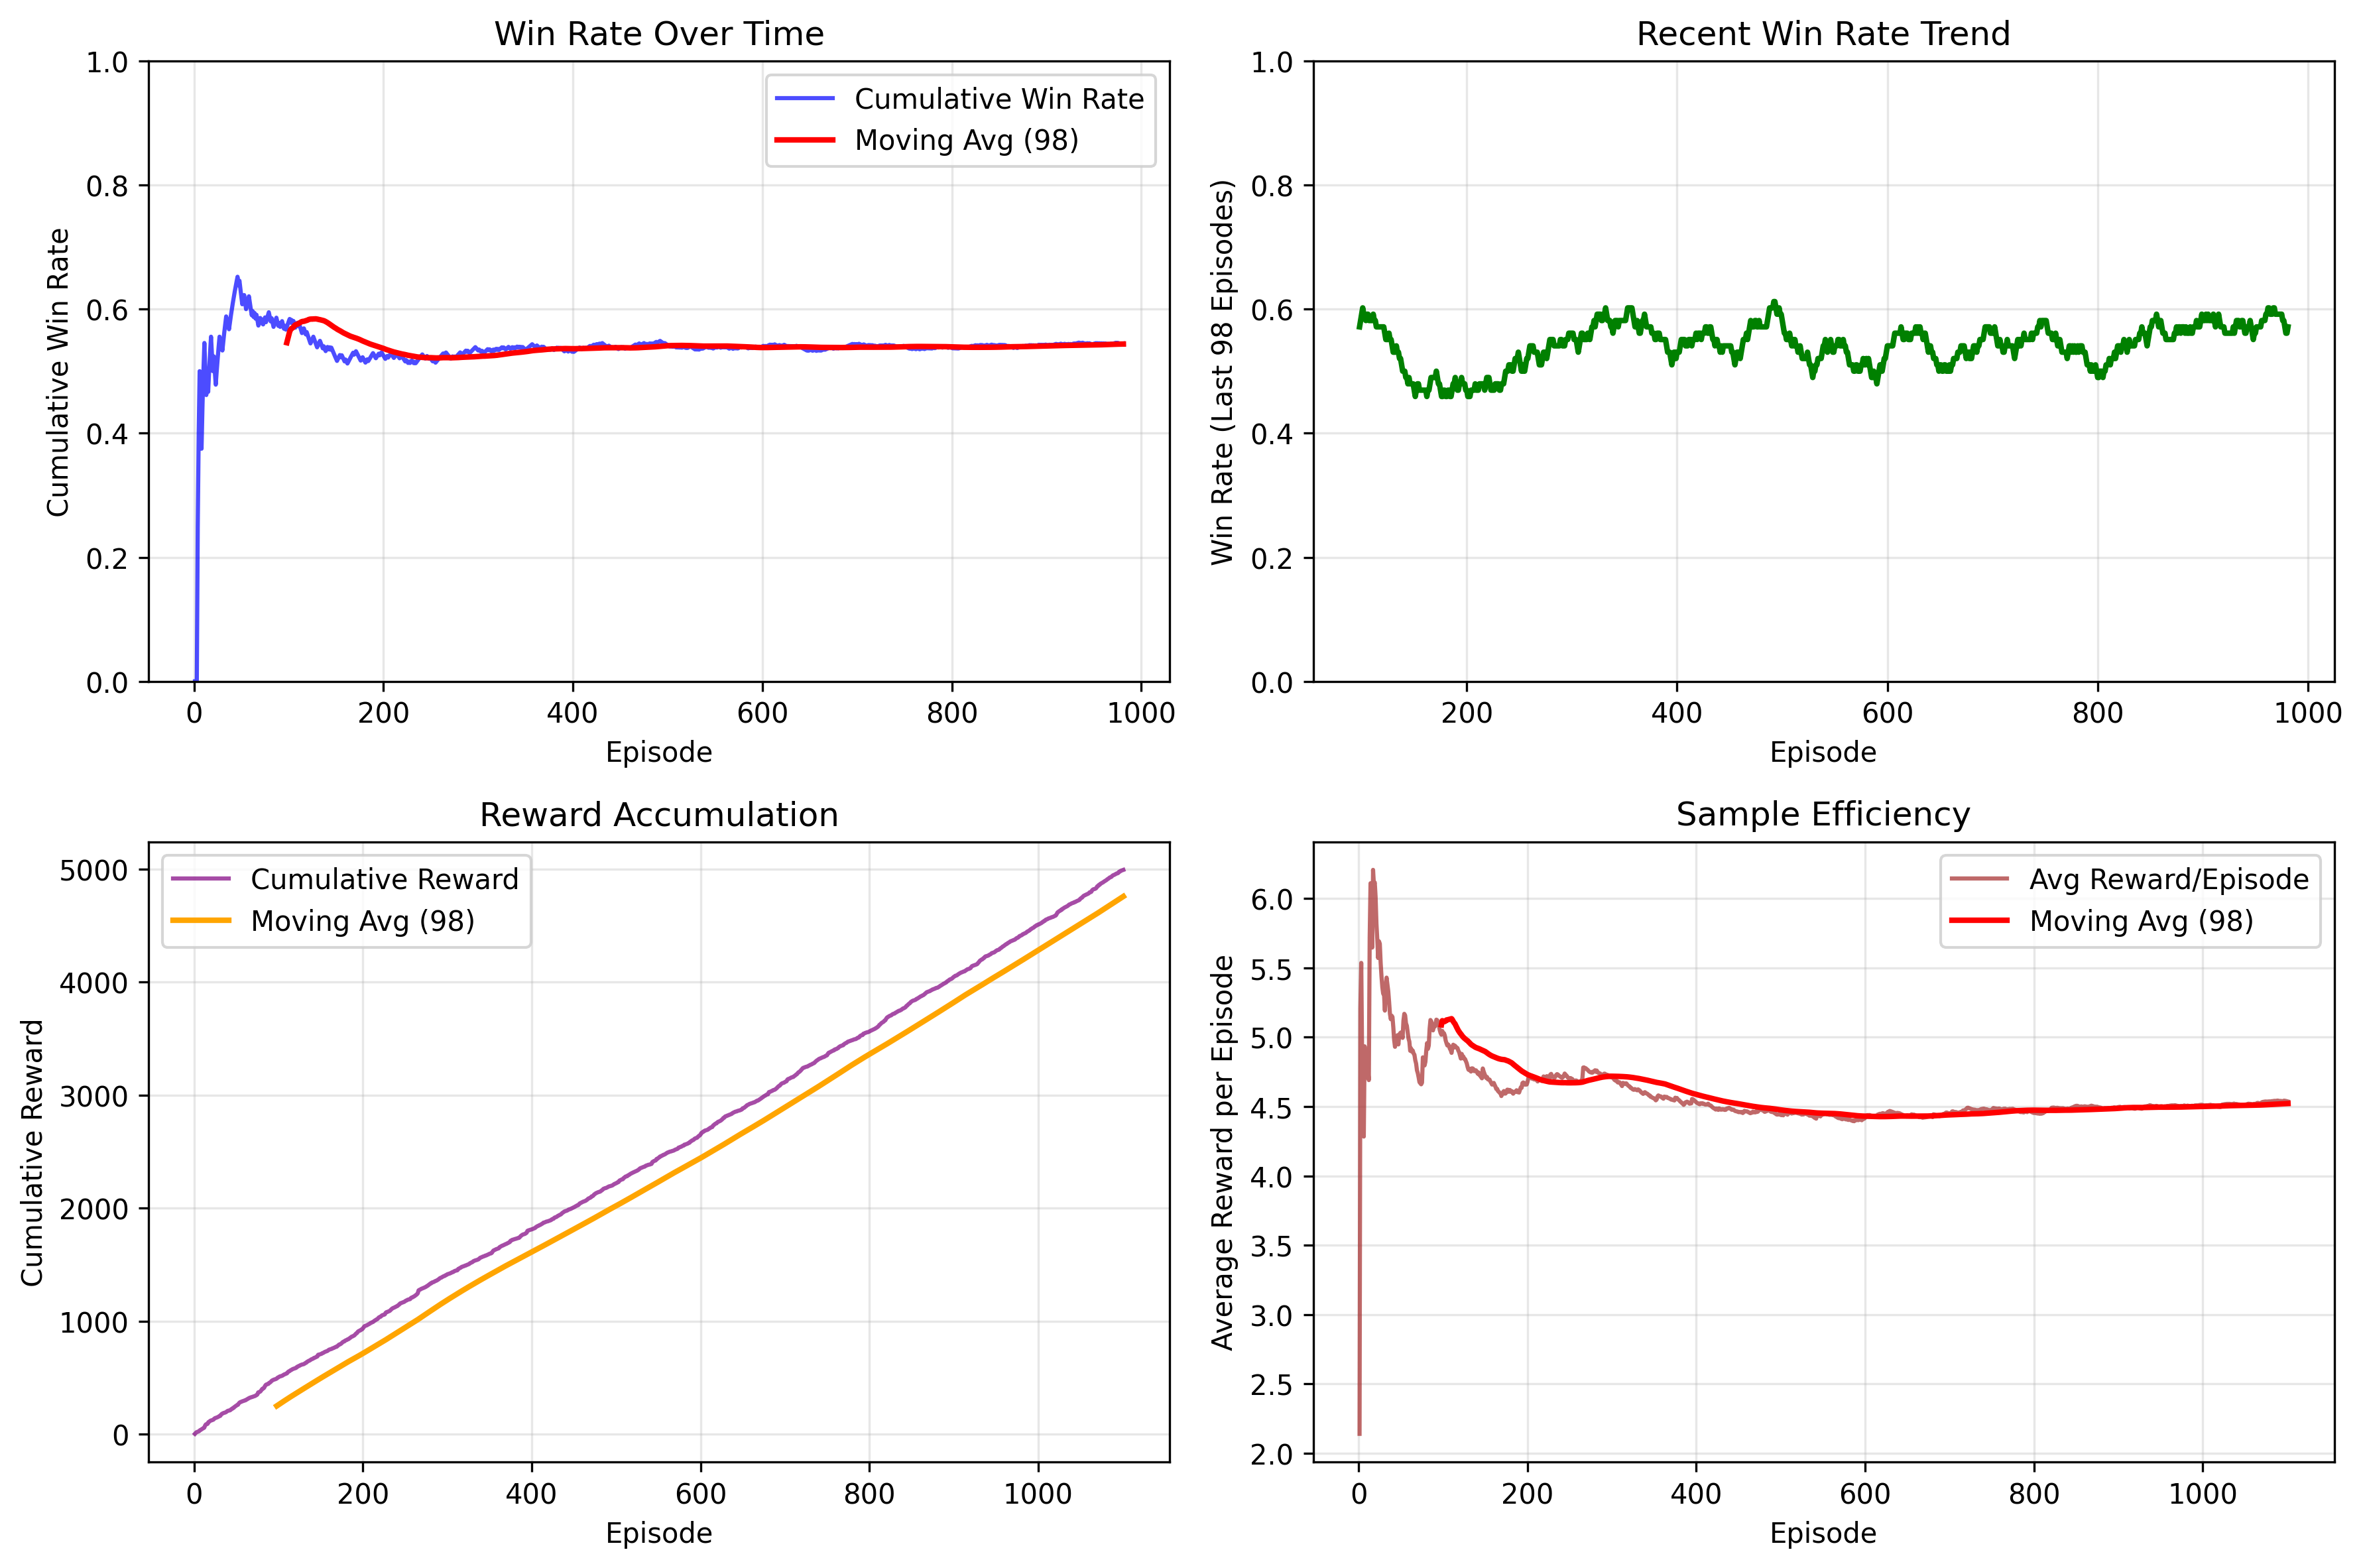 Win Rate Over Time
Cumulative Win Rate
1.0
0.8
0.6
0.4
0.2
0.0
Cumulative Win Rate
Moving Avg (98)
0 200 400 600 800 1000
Episode
Recent Win Rate Trend
Win Rate (Last 98 Episodes)
1.0
0.8
0.6
0.4
0.2
0.0
200 400 600 800 1000
Episode
Reward Accumulation
Cumulative Reward
5000
4000
3000
2000
1000
0
Cumulative Reward
Moving Avg (98)
0 200 400 600 800 1000
Episode
Sample Efficiency
Average Reward per Episode
6.0
5.5
5.0
4.5
4.0
3.5
3.0
2.5
2.0
Avg Reward/Episode
Moving Avg (98)
0 200 400 600 800 1000
Episode